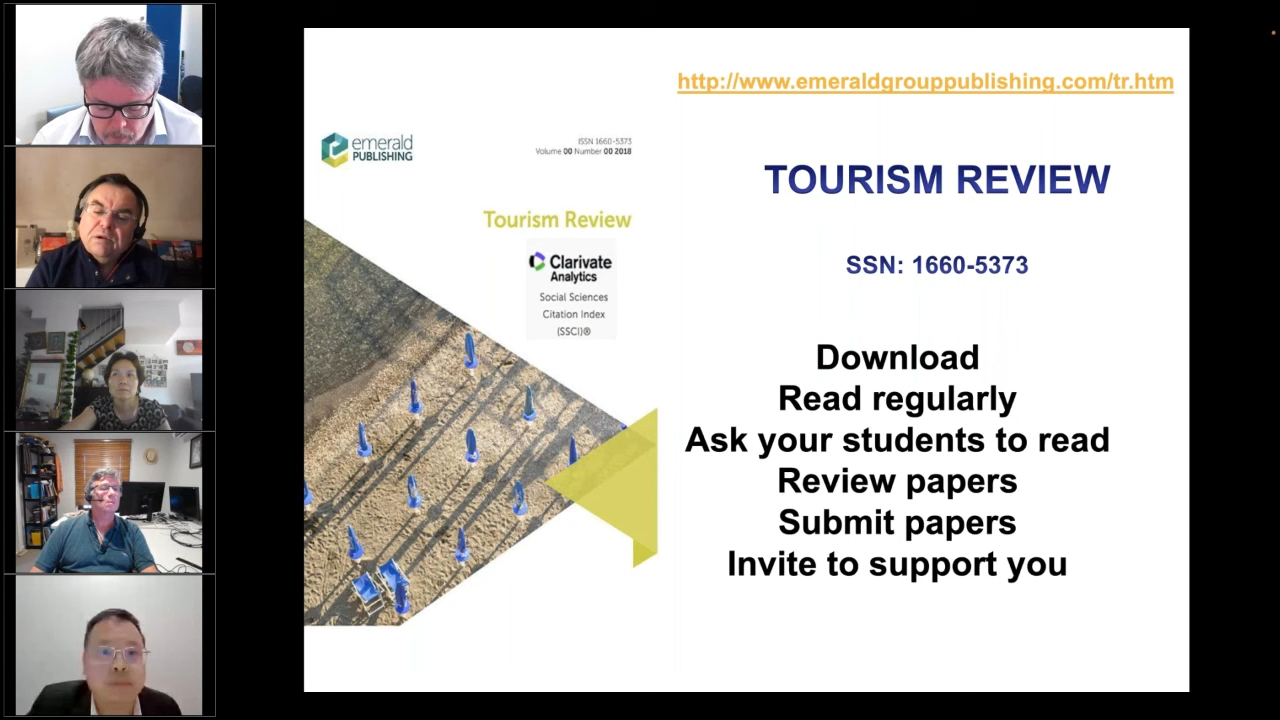 http://www.emeraldgrouppublishing.com/tr.htm
emerald
PUBLISHING
ISSN 1660-5373
Volume 00 Number 00 2018
Tourism Review
Clarivate
Analytics
Social Sciences
Citation Index
(SSCI)®
TOURISM REVIEW
SSN: 1660-5373
Download
Read regularly
Ask your students to read
Review papers
Submit papers
Invite to support you